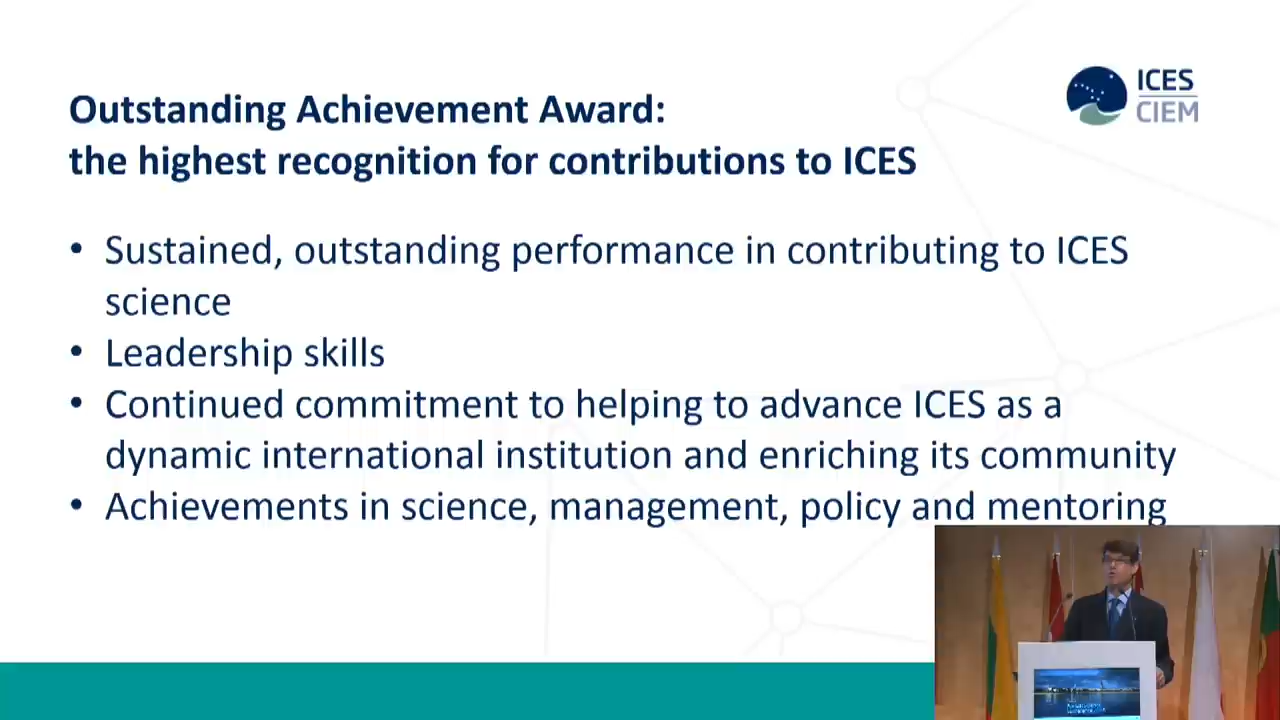 ICES
CIEM
Outstanding Achievement Award:
the highest recognition for contributions to ICES
• Sustained, outstanding performance in contributing to ICES
science
• Leadership skills
• Continued commitment to helping to advance ICES as a
dynamic international institution and enriching its community
• Achievements in science, management, policy and mentoring